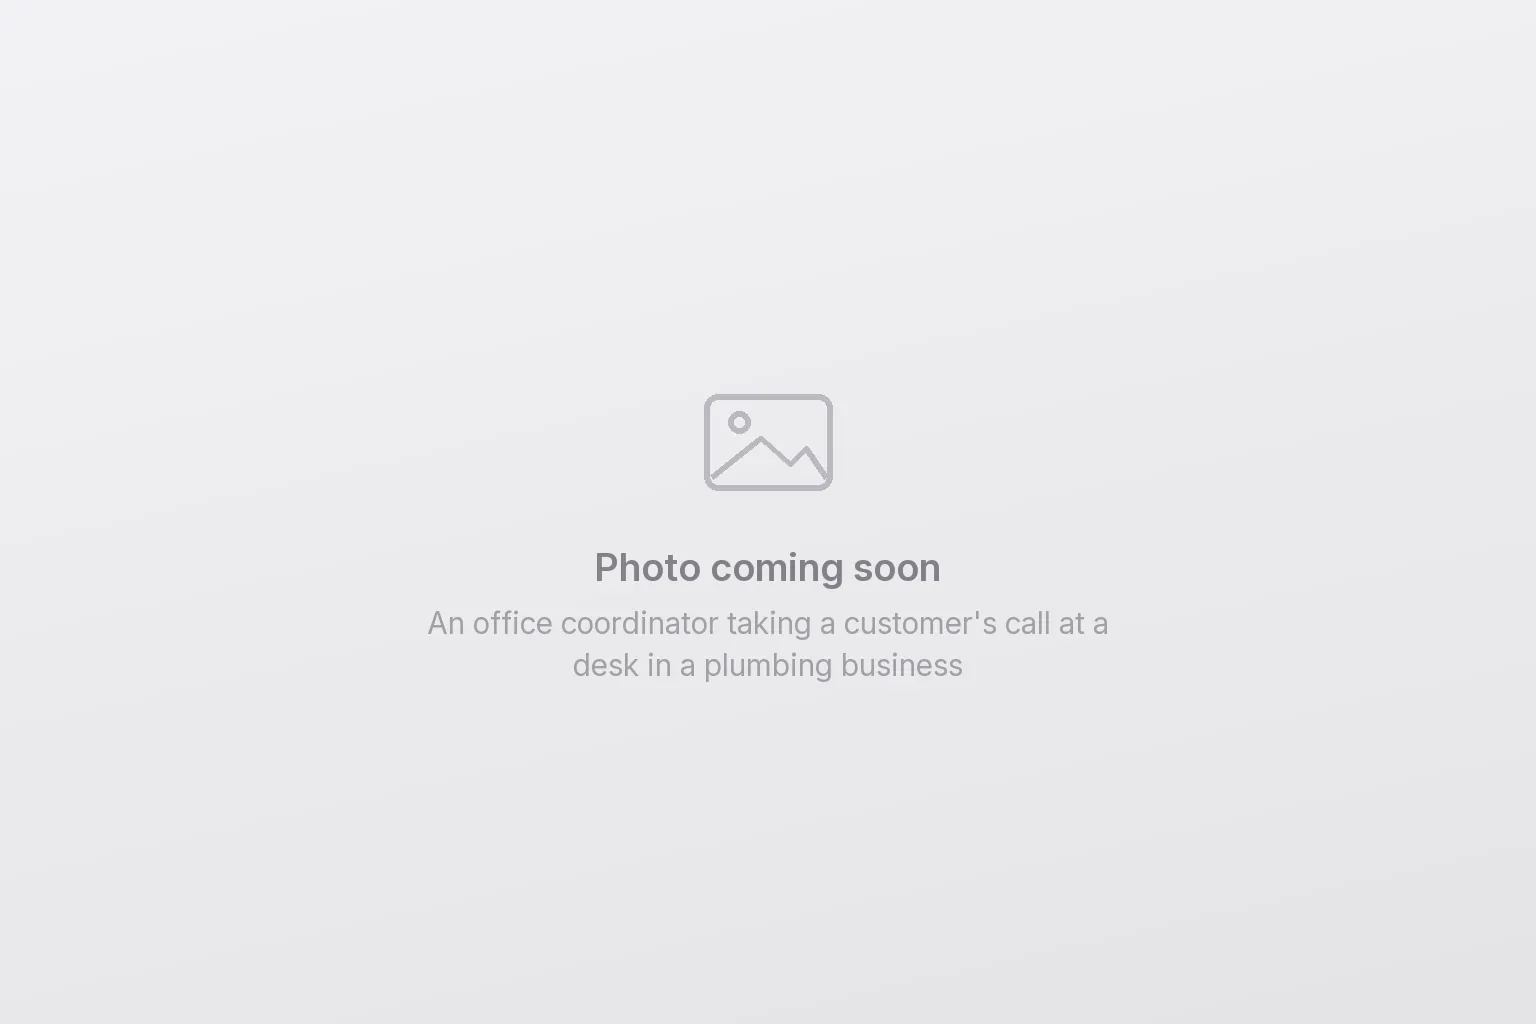 Photo coming soon
An office coordinator taking a customer's call at a
desk in a plumbing business